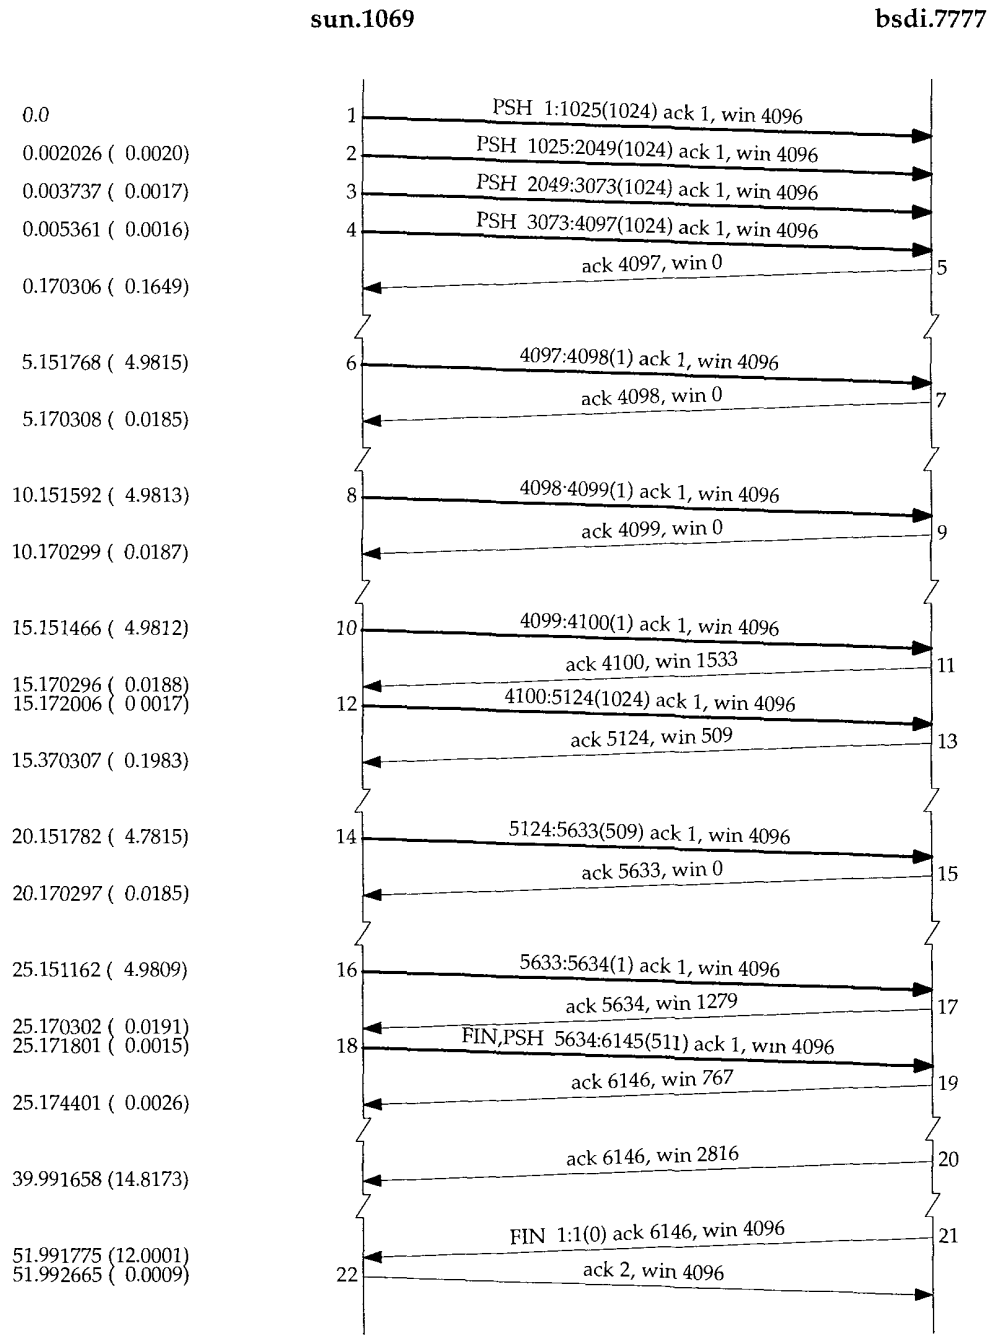 sun.1069 bsdi.7777
0.0 1 PSH 1:1025(1024) ack 1, win 4096
0.002026 ( 0.0020) 2 PSH 1025:2049(1024) ack 1, win 4096
0.003737 ( 0.0017) 3 PSH 2049:3073(1024) ack 1, win 4096
0.005361 ( 0.0016) 4 PSH 3073:4097(1024) ack 1, win 4096
ack 4097, win 0 5
0.170306 ( 0.1649)
5.151768 ( 4.9815) 6 4097:4098(1) ack 1, win 4096
ack 4098, win 0 7
5.170308 ( 0.0185)
10.151592 ( 4.9813) 8 4098:4099(1) ack 1, win 4096
ack 4099, win 0 9
10.170299 ( 0.0187)
15.151466 ( 4.9812) 10 4099:4100(1) ack 1, win 4096
ack 4100, win 1533 11
15.170296 ( 0.0188)
15.172006 ( 0.0017) 12 4100:5124(1024) ack 1, win 4096
ack 5124, win 509 13
15.370307 ( 0.1983)
20.151782 ( 4.7815) 14 5124:5633(509) ack 1, win 4096
ack 5633, win 0 15
20.170297 ( 0.0185)
25.151162 ( 4.9809) 16 5633:5634(1) ack 1, win 4096
ack 5634, win 1279 17
25.170302 ( 0.0191)
25.171801 ( 0.0015) 18 FIN,PSH 5634:6145(511) ack 1, win 4096
ack 6146, win 767 19
25.174401 ( 0.0026)
ack 6146, win 2816 20
39.991658 (14.8173)
FIN 1:1(0) ack 6146, win 4096 21
51.991775 (12.0001)
51.992665 ( 0.0009) 22 ack 2, win 4096